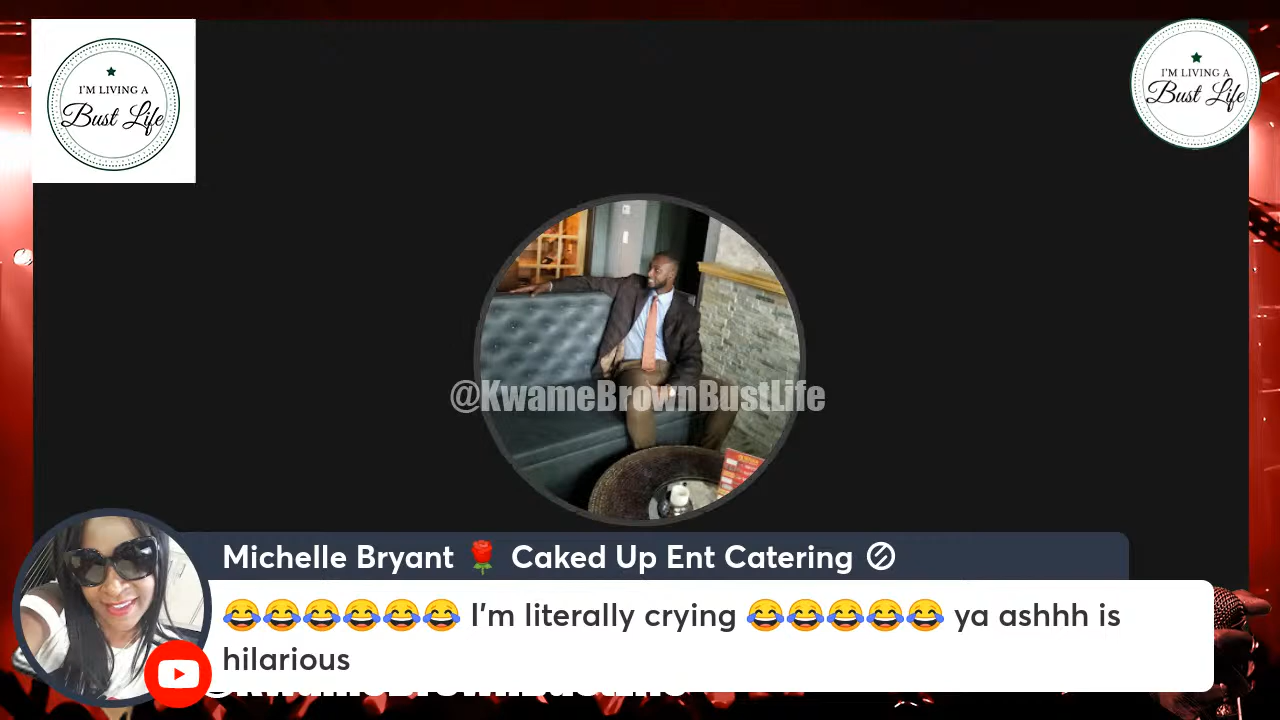 I'M LIVING A
Bust Life
I'M LIVING A
Bust Life
@KwameBrownBustLife
Michelle Bryant 🌹 Caked Up Ent Catering
😂😂😂😂😂😂 I'm literally crying 😂😂😂😂😂 ya ashhh is
hilarious